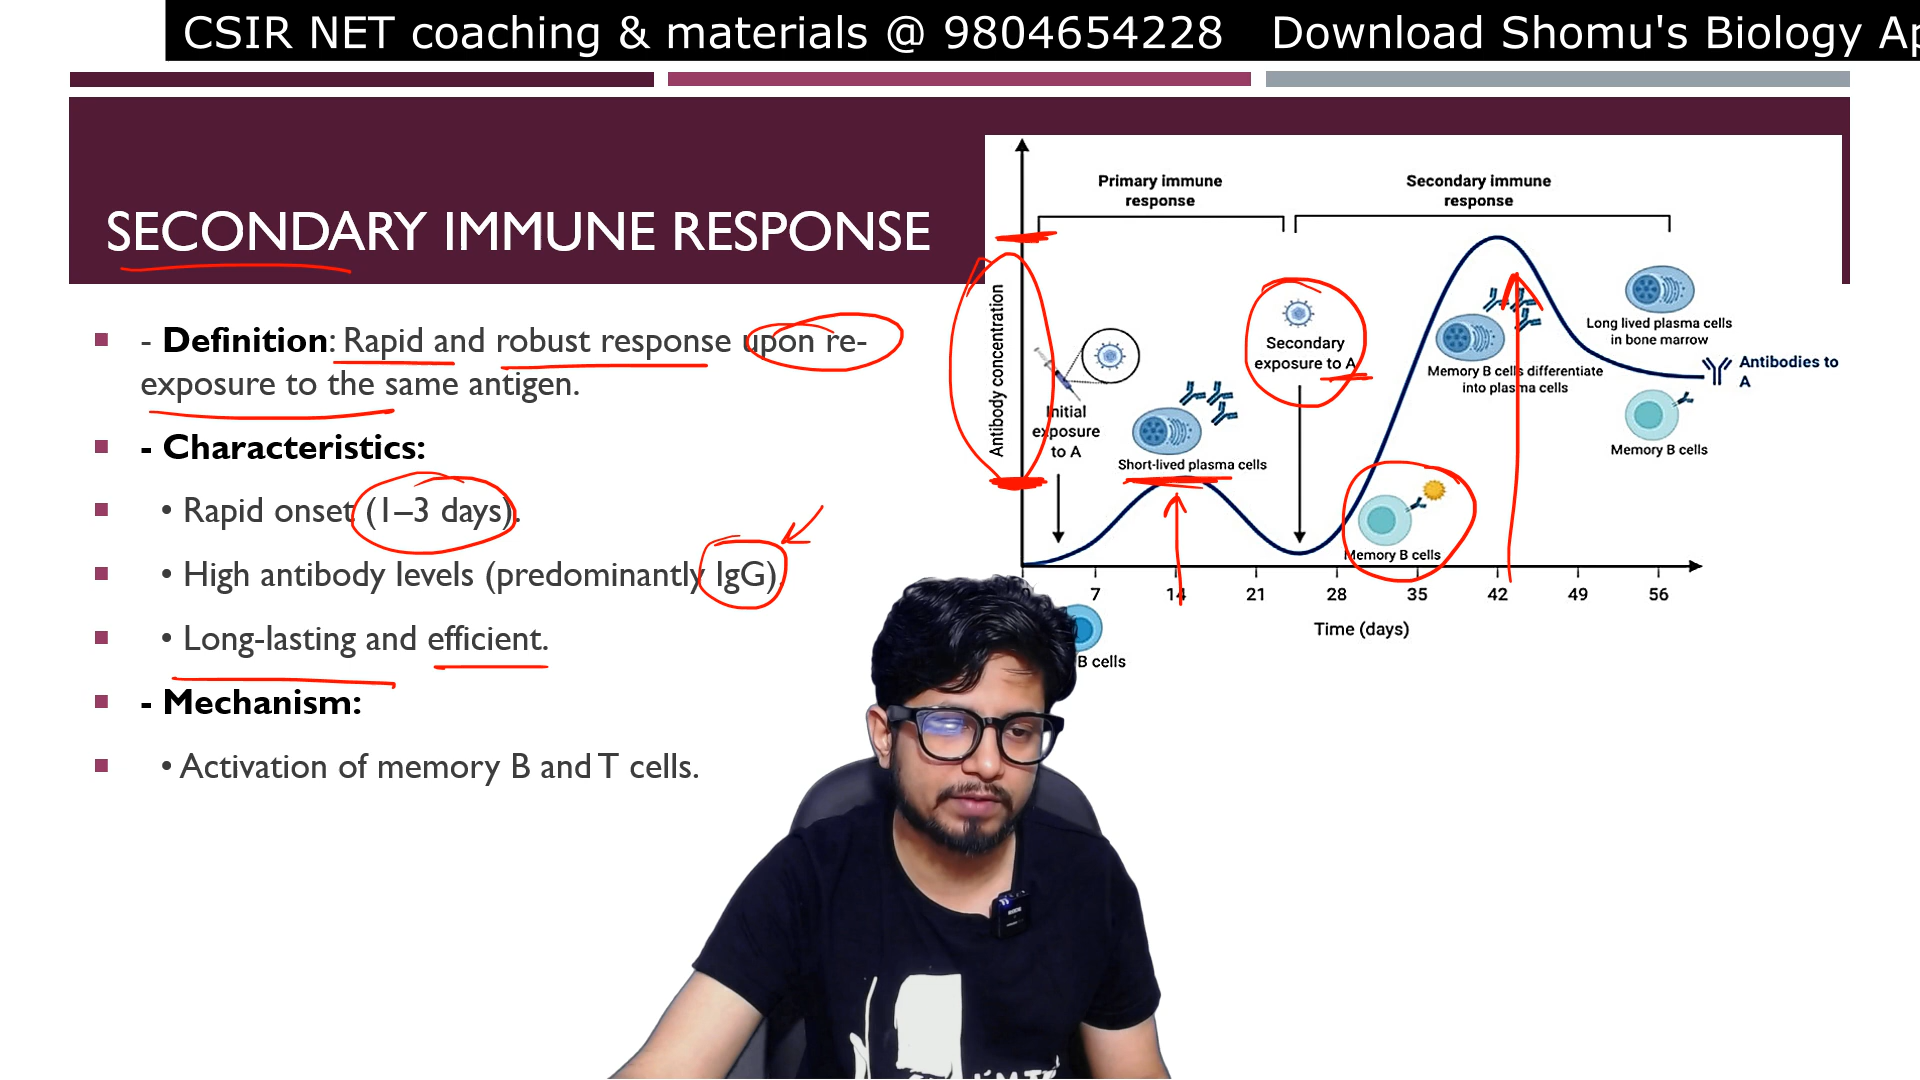 CSIR NET coaching & materials @ 9804654228 Download Shomu's Biology Ap
SECONDARY IMMUNE RESPONSE
- Definition: Rapid and robust response upon re-
exposure to the same antigen.
- Characteristics:
• Rapid onset (1–3 days).
• High antibody levels (predominantly IgG).
• Long-lasting and efficient.
- Mechanism:
• Activation of memory B and T cells.
Primary immune
response
Secondary immune
response
Antibody concentration
Initial
exposure
to A
Short-lived plasma cells
Secondary
exposure to A
Memory B cells
Memory B cells differentiate
into plasma cells
Long lived plasma cells
in bone marrow
Antibodies to
A
Memory B cells
7 14 21 28 35 42 49 56
Time (days)
B cells